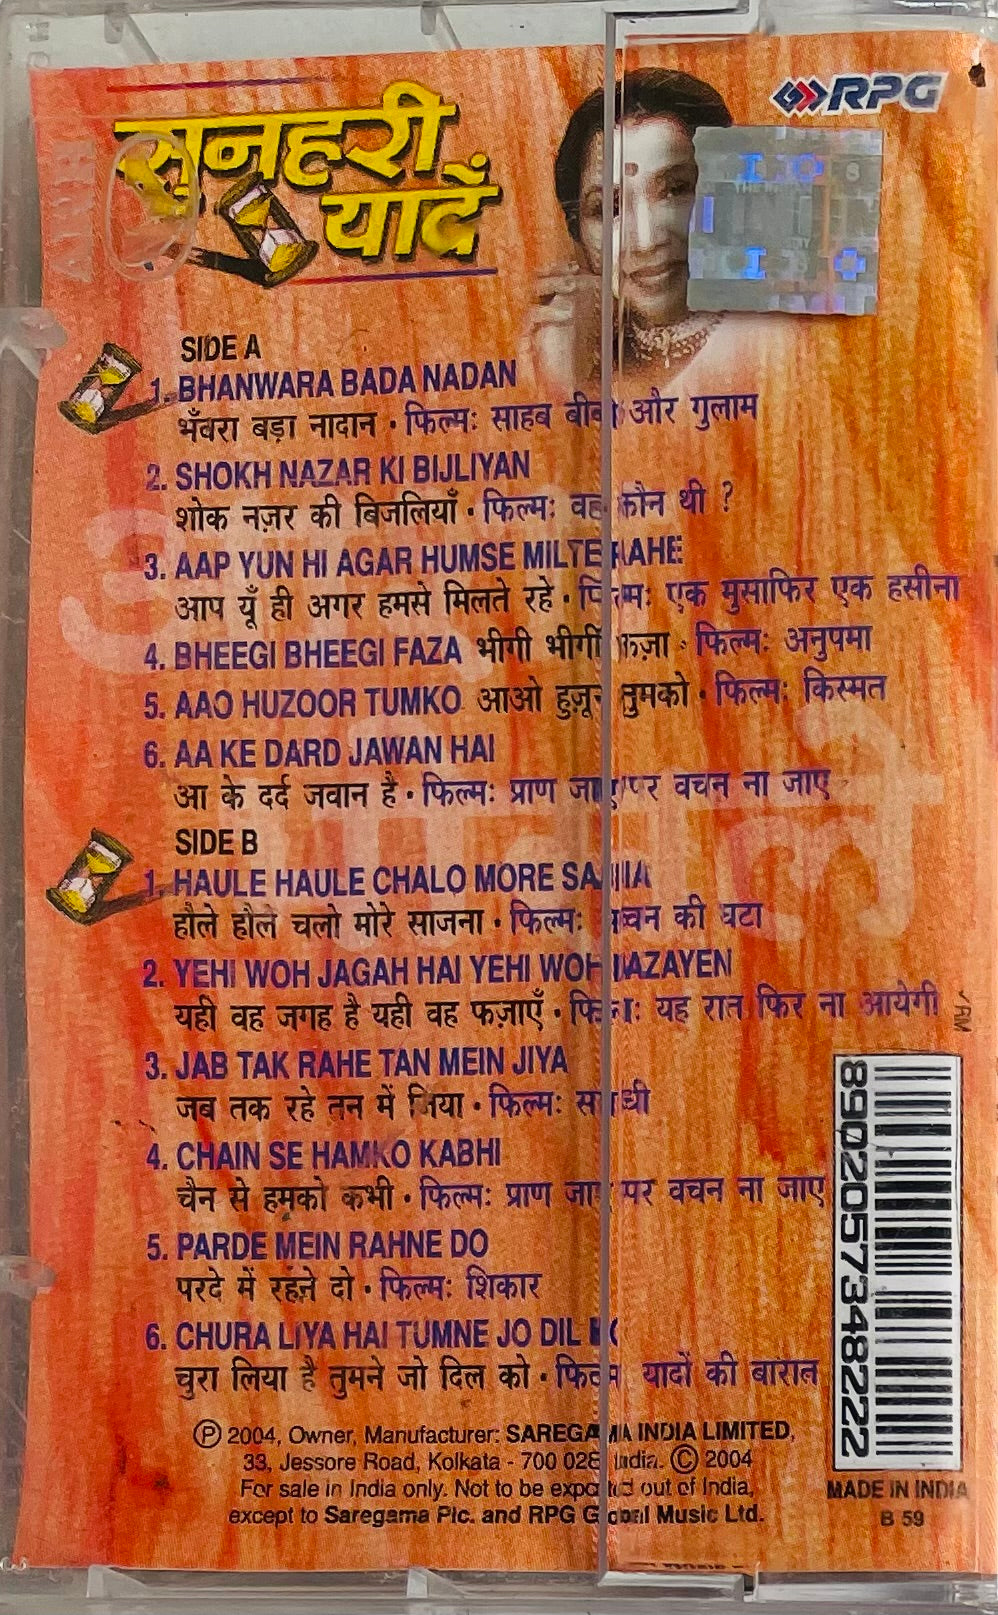 RPG
सुनहरी
यादें
SIDE A
1. BHANWARA BADA NADAN
भँवरा बड़ा नादान • फिल्मः साहब बीबी और गुलाम
2. SHOKH NAZAR KI BIJLIYAN
शोक नज़र की बिजलियाँ • फिल्मः वह कौन थी ?
3. AAP YUN HI AGAR HUMSE MILTE RAHE
आप यूँ ही अगर हमसे मिलते रहे • फिल्मः एक मुसाफिर एक हसीना
4. BHEEGI BHEEGI FAZA भीगी भीगी फ़ज़ा • फिल्मः अनुपमा
5. AAO HUZOOR TUMKO आओ हुज़ूर तुमको • फिल्मः किस्मत
6. AA KE DARD JAWAN HAI
आ के दर्द जवान है • फिल्मः प्राण जाए पर वचन ना जाए
SIDE B
1. HAULE HAULE CHALO MORE
हौले हौले चलो मोरे साजना • फिल्मः की घटा
2. YEHI WOH JAGAH HAI YEHI WOH FAZAYEN
यही वह जगह है यही वह फज़ाएँ • फिल्मः यह रात फिर ना आयेगी
3. JAB TAK RAHE TAN MEIN JIYA
जब तक रहे तन में जिया • फिल्मः
4. CHAIN SE HAMKO KABHI
चैन से हमको कभी • फिल्मः प्राण जाए पर वचन ना जाए
5. PARDE MEIN RAHNE DO
परदे में रहने दो • फिल्मः शिकार
6. CHURA LIYA HAI TUMNE JO DIL KO
चुरा लिया है तुमने जो दिल को • फिल्म यादों की बारात
Ⓟ 2004, Owner, Manufacturer: SAREGAMA INDIA LIMITED,
33, Jessore Road, Kolkata - 700 028 India. © 2004
For sale in India only. Not to be exported out of India,
except to Saregama Plc. and RPG Global Music Ltd.
8902057348222
MADE IN INDIA
B 59